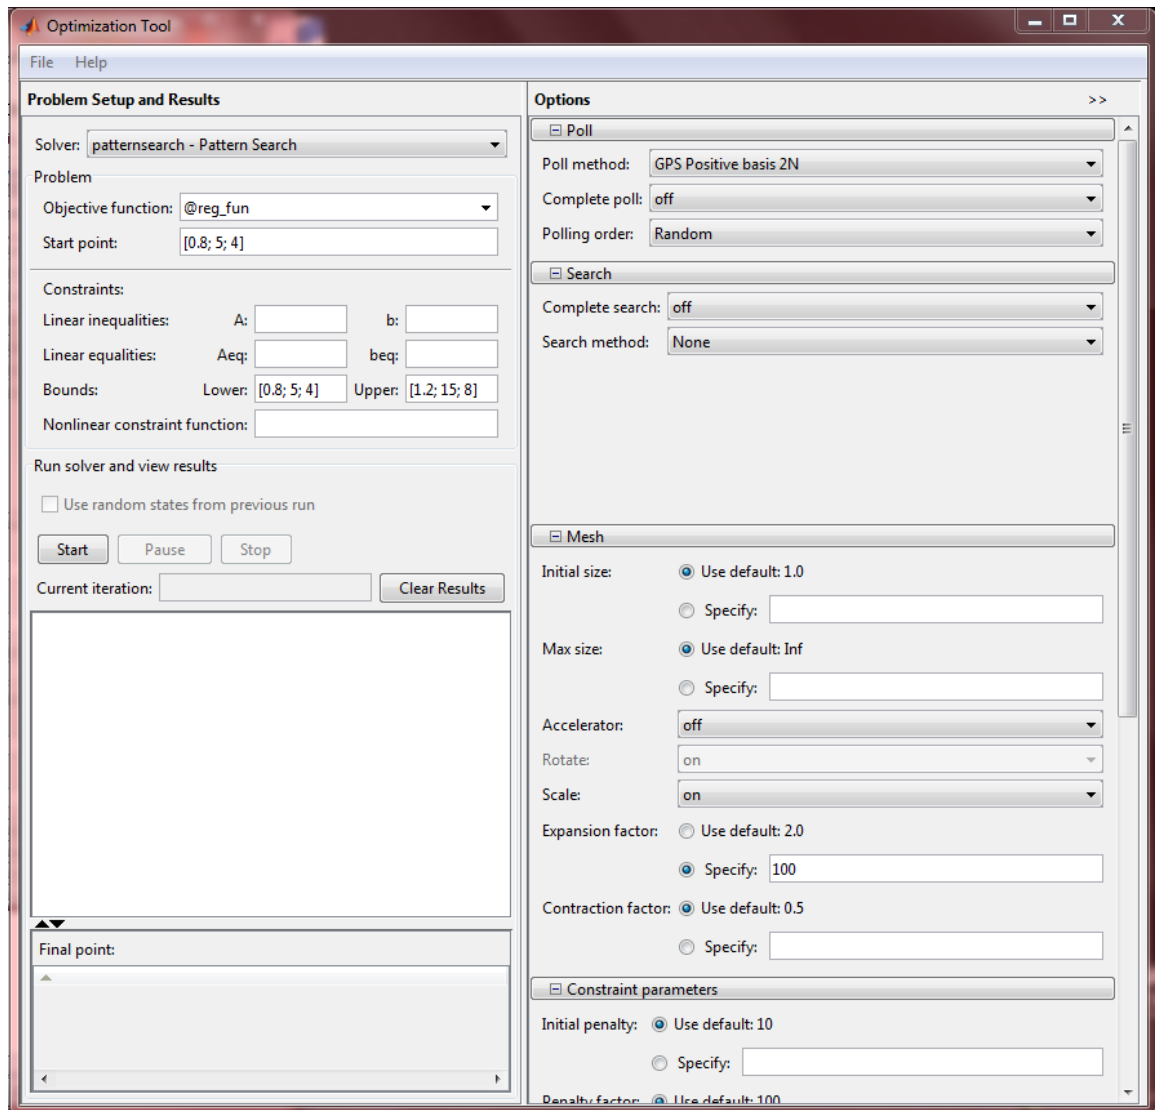 Optimization Tool
File Help
Problem Setup and Results
Solver: patternsearch - Pattern Search
Problem
Objective function: @reg_fun
Start point: [0.8; 5; 4]
Constraints:
Linear inequalities: A: b:
Linear equalities: Aeq: beq:
Bounds: Lower: [0.8; 5; 4] Upper: [1.2; 15; 8]
Nonlinear constraint function:
Run solver and view results
Use random states from previous run
Start Pause Stop
Current iteration: Clear Results
Final point:
Options >>
Poll
Poll method: GPS Positive basis 2N
Complete poll: off
Polling order: Random
Search
Complete search: off
Search method: None
Mesh
Initial size: Use default: 1.0
Specify:
Max size: Use default: Inf
Specify:
Accelerator: off
Rotate: on
Scale: on
Expansion factor: Use default: 2.0
Specify: 100
Contraction factor: Use default: 0.5
Specify:
Constraint parameters
Initial penalty: Use default: 10
Specify:
Penalty factor: Use default: 100